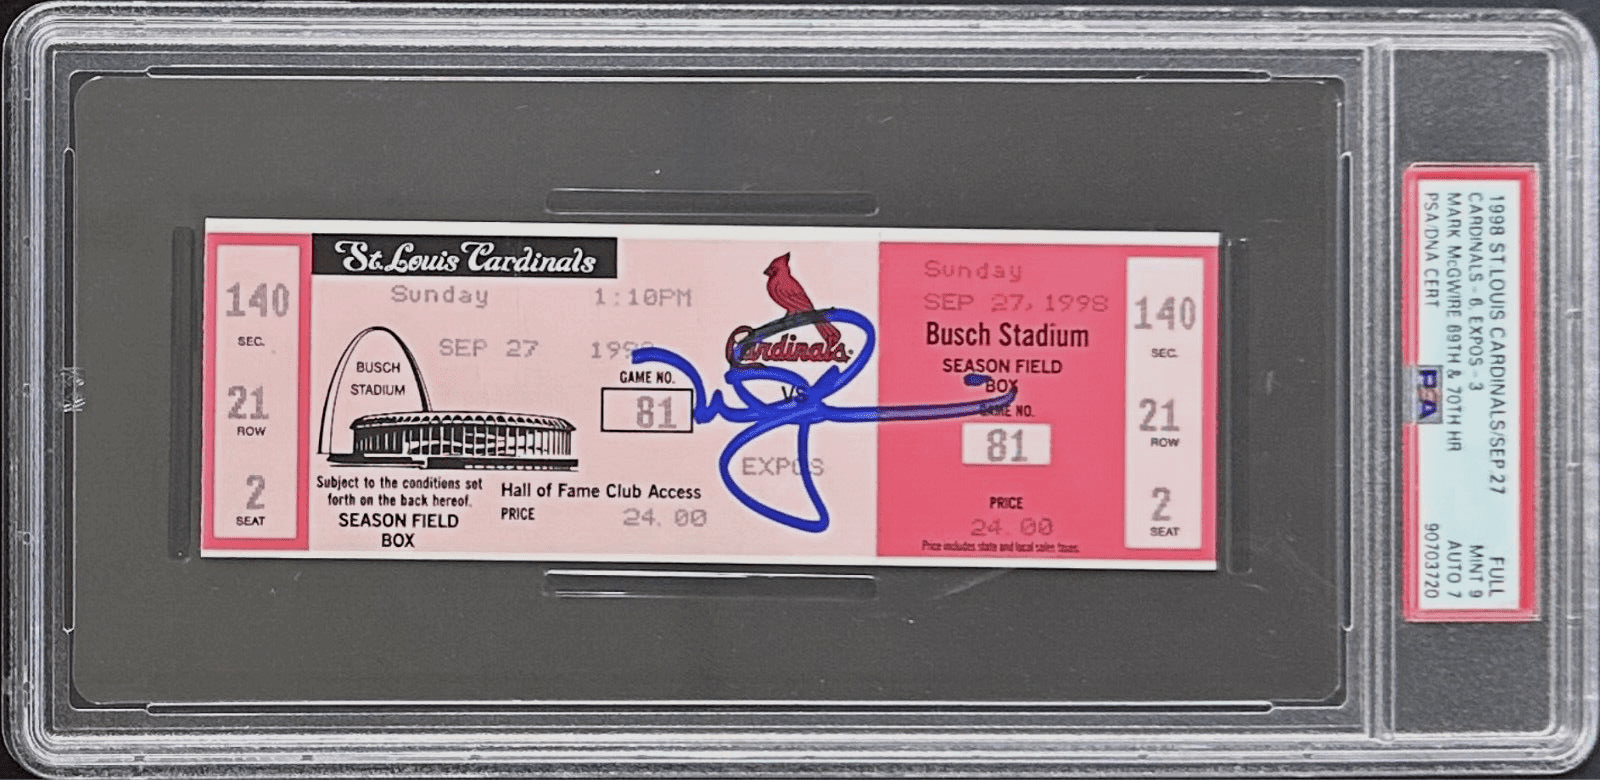 140
SEC.
21
ROW
2
SEAT
St. Louis Cardinals
Sunday 1:10PM
SEP 27 1998
BUSCH
STADIUM
GAME NO.
81
Subject to the conditions set
forth on the back hereof.
SEASON FIELD
BOX
Hall of Fame Club Access
PRICE 24.00
Cardinals
VS
EXPOS
Sunday
SEP 27, 1998
Busch Stadium
SEASON FIELD
BOX
GAME NO.
81
PRICE
24.00
Price includes state and local sales taxes.
140
SEC.
21
ROW
2
SEAT
1998 ST.LOUIS CARDINALS/SEP.27 FULL
CARDINALS - 6, EXPOS - 3 MINT 9
MARK McGWIRE 69TH & 70TH HR AUTO 7
PSA/DNA CERT 90703720
PSA